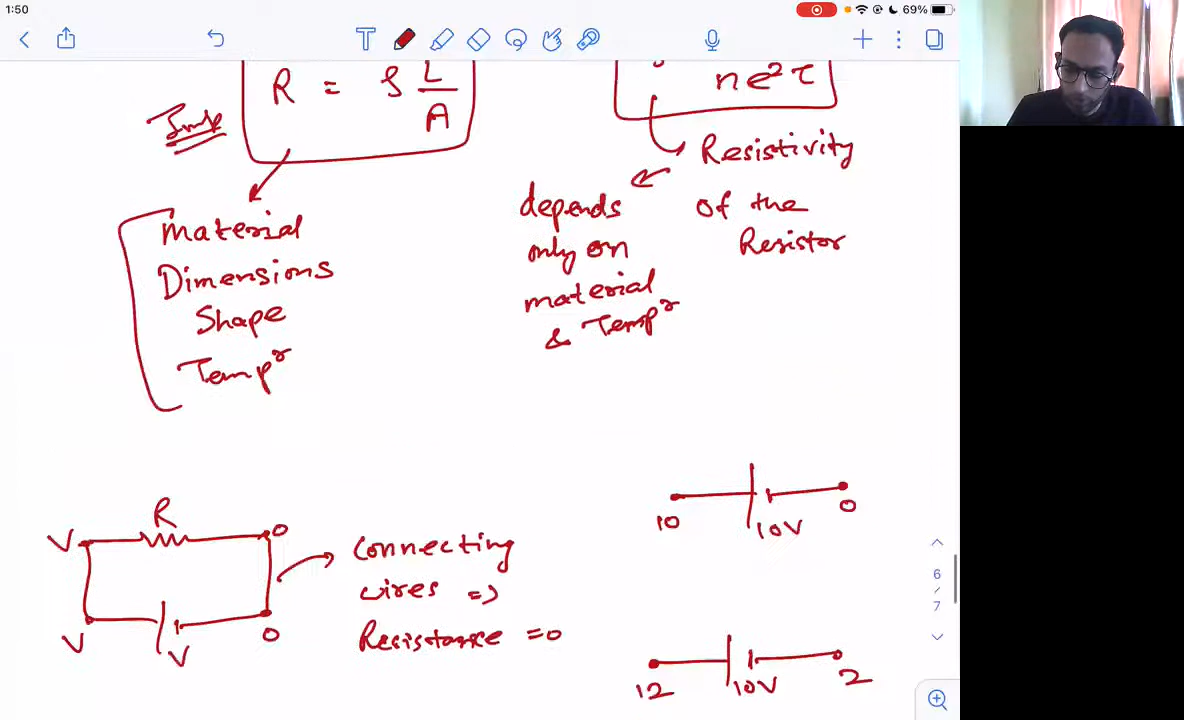 1:50
69%
T
R = ρ L/A
Imp
ne²τ
Resistivity
of the
Resistor
depends
only on
material
& Tempr
Material
Dimensions
Shape
Tempr
R
V
0
V
V
0
Connecting
wires =>
Resistance =0
10
10V
0
12
10V
2
6
/
7